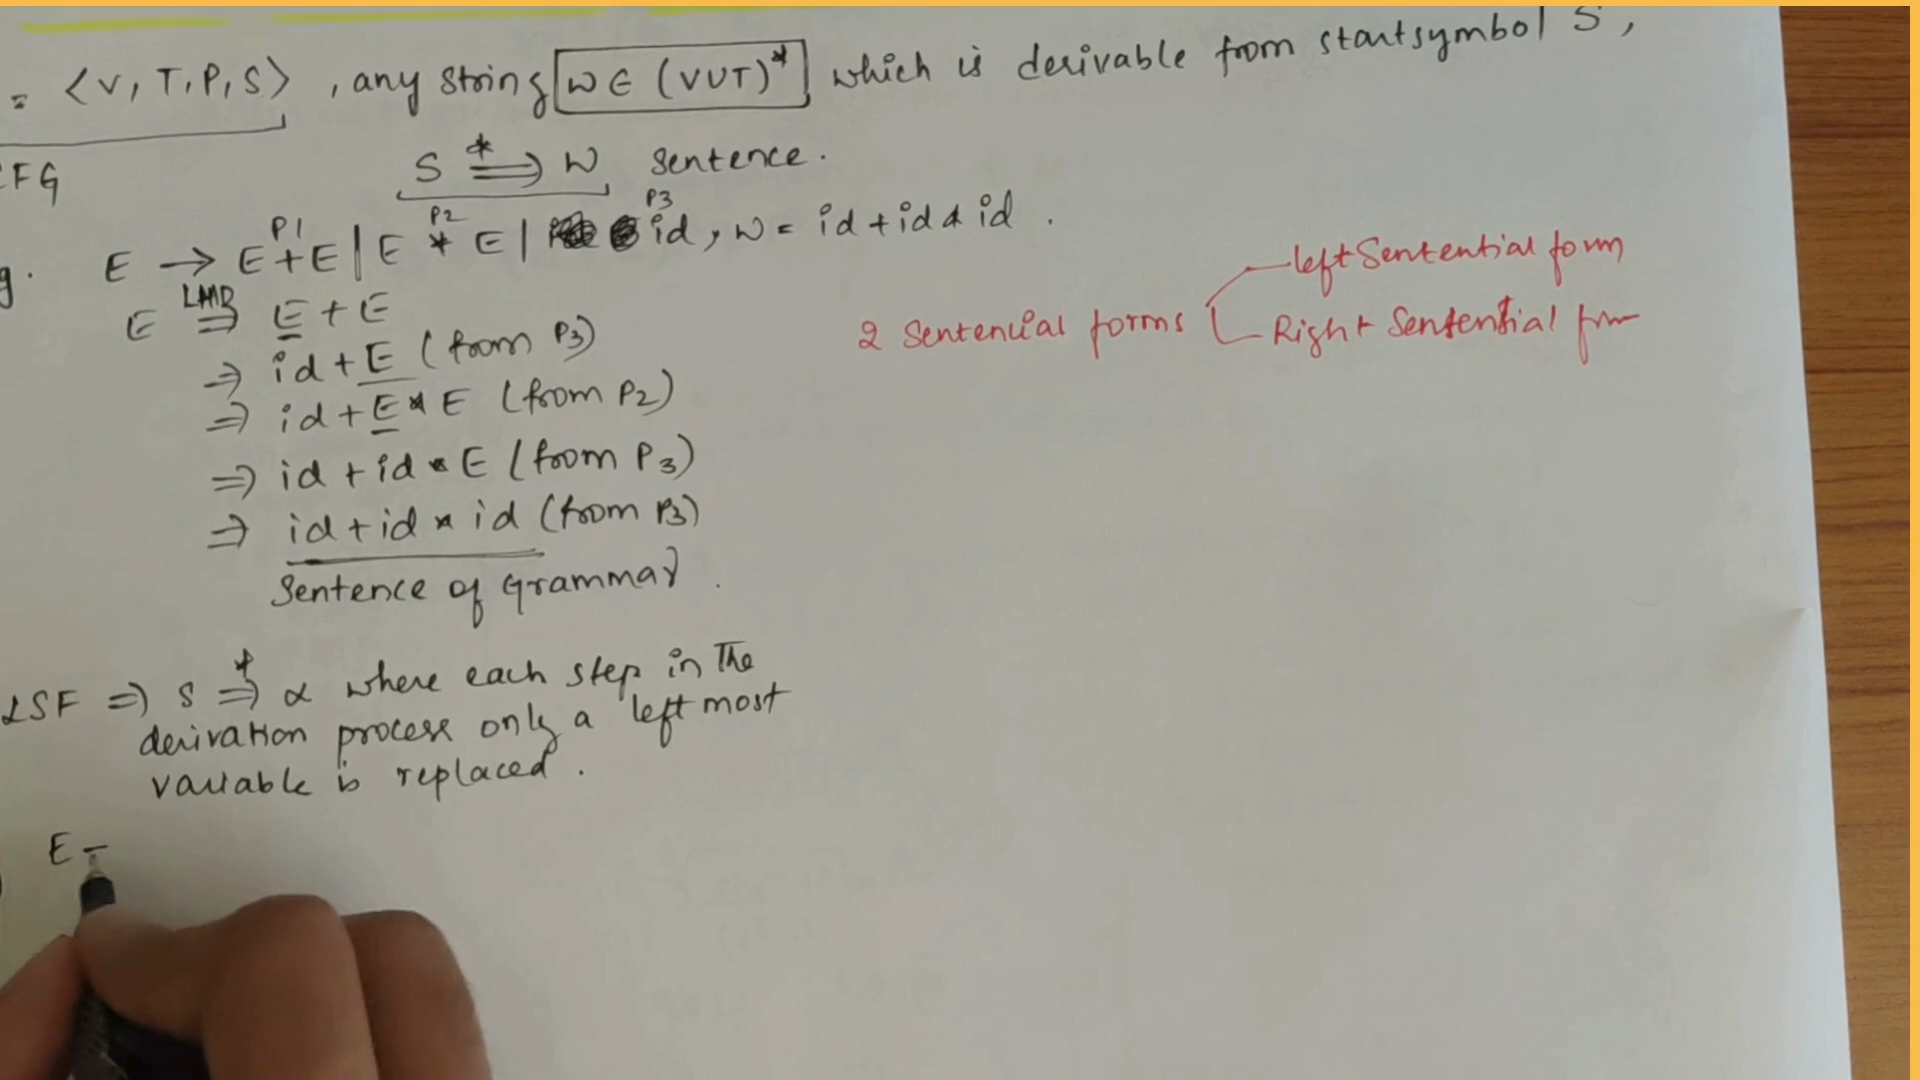 = <V, T, P, S> , any string W ∈ (VUT)* which is derivable from startsymbol S ,
CFG
S *⇒ W sentence.
P1 P2 P3
g. E → E + E | E * E | id , W = id + id * id .
E LMD⇒ E + E
⇒ id + E (from P3)
⇒ id + E * E (from P2)
⇒ id + id * E (from P3)
⇒ id + id * id (from P3)
Sentence of Grammar .
2 Sentencial forms
left Sentential form
Right Sentential form
LSF ⇒ S *⇒ α where each step in The
derivation process only a left most
variable is replaced .
E -